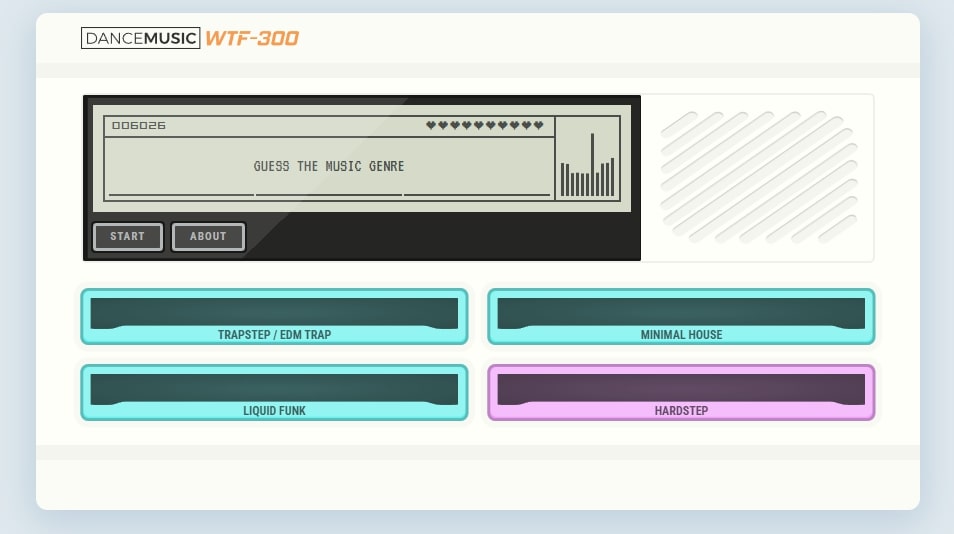 DANCEMUSIC WTF-300
006026
GUESS THE MUSIC GENRE
START ABOUT
TRAPSTEP / EDM TRAP
MINIMAL HOUSE
LIQUID FUNK
HARDSTEP